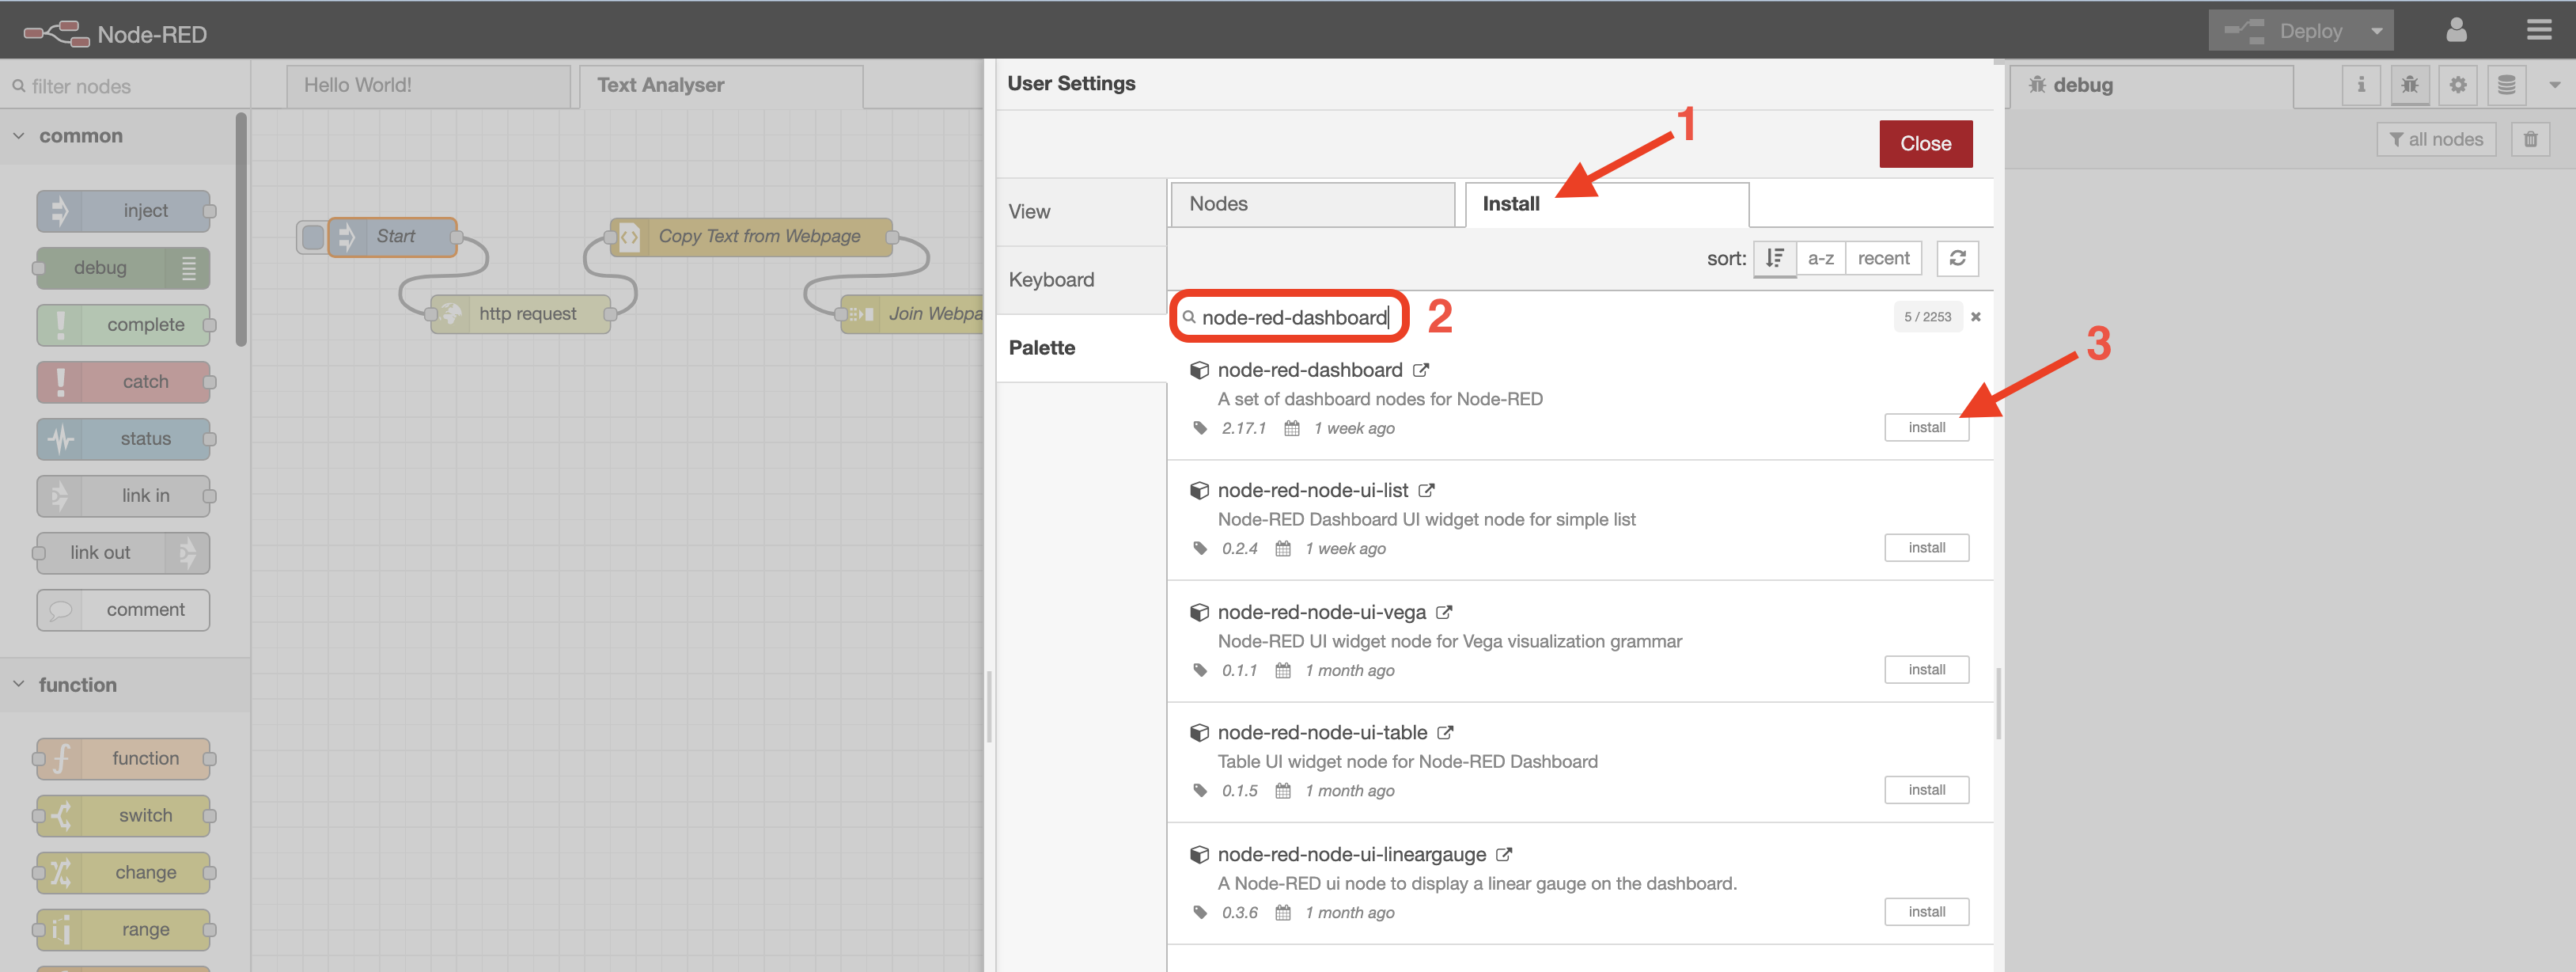 Node-RED
Deploy
filter nodes
Hello World!
Text Analyser
User Settings
debug
all nodes
common
inject
debug
complete
catch
status
link in
link out
comment
function
function
switch
change
range
Start
http request
Copy Text from Webpage
Join Webpa
1
Close
View
Keyboard
Palette
Nodes
Install
sort: a-z recent
node-red-dashboard
2
5 / 2253
3
node-red-dashboard
A set of dashboard nodes for Node-RED
2.17.1 1 week ago
install
node-red-node-ui-list
Node-RED Dashboard UI widget node for simple list
0.2.4 1 week ago
install
node-red-node-ui-vega
Node-RED UI widget node for Vega visualization grammar
0.1.1 1 month ago
install
node-red-node-ui-table
Table UI widget node for Node-RED Dashboard
0.1.5 1 month ago
install
node-red-node-ui-lineargauge
A Node-RED ui node to display a linear gauge on the dashboard.
0.3.6 1 month ago
install